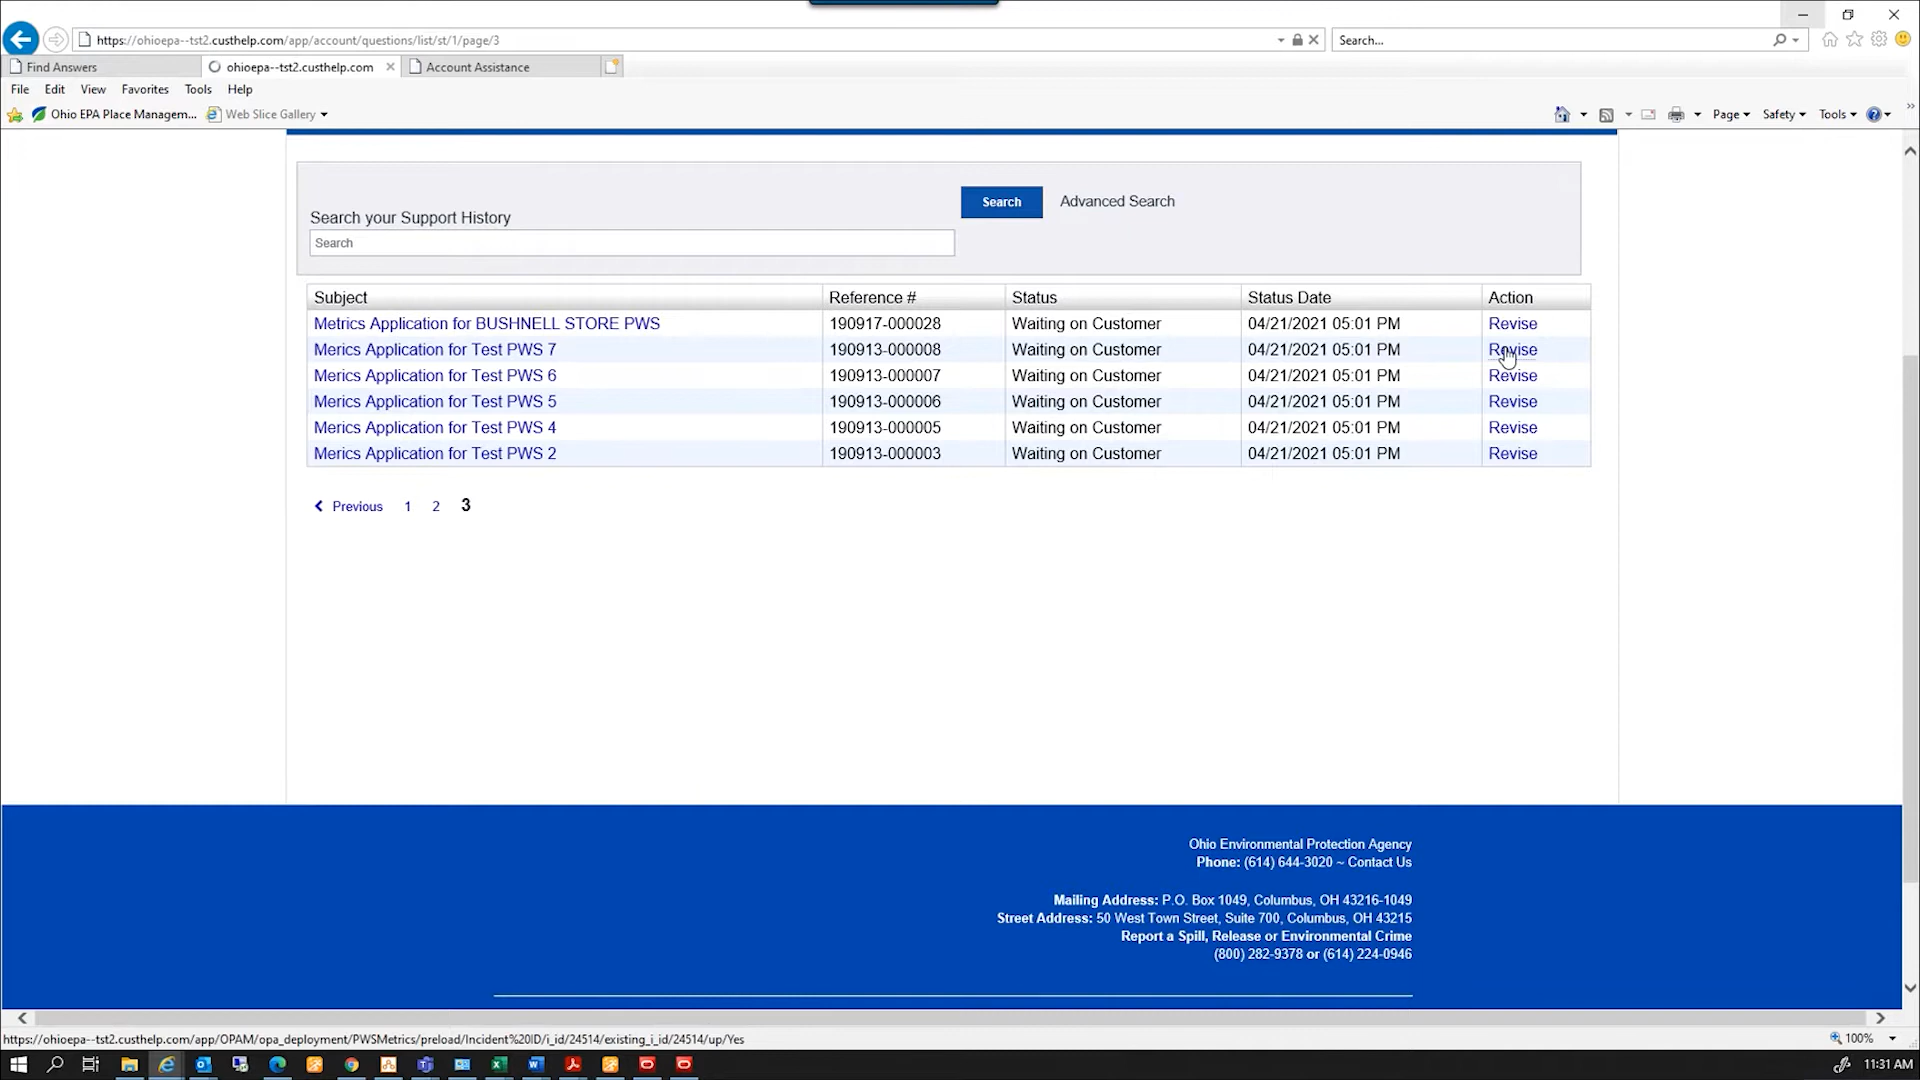 https://ohioepa--tst2.custhelp.com/app/account/questions/list/st/1/page/3
Search...
Find Answers
ohioepa--tst2.custhelp.com
Account Assistance
File Edit View Favorites Tools Help
Ohio EPA Place Managem... Web Slice Gallery
Page Safety Tools
Search your Support History
Search
Search
Advanced Search
Subject Reference # Status Status Date Action
Metrics Application for BUSHNELL STORE PWS 190917-000028 Waiting on Customer 04/21/2021 05:01 PM Revise
Merics Application for Test PWS 7 190913-000008 Waiting on Customer 04/21/2021 05:01 PM Revise
Merics Application for Test PWS 6 190913-000007 Waiting on Customer 04/21/2021 05:01 PM Revise
Merics Application for Test PWS 5 190913-000006 Waiting on Customer 04/21/2021 05:01 PM Revise
Merics Application for Test PWS 4 190913-000005 Waiting on Customer 04/21/2021 05:01 PM Revise
Merics Application for Test PWS 2 190913-000003 Waiting on Customer 04/21/2021 05:01 PM Revise
Previous 1 2 3
Ohio Environmental Protection Agency
Phone: (614) 644-3020 ~ Contact Us
Mailing Address: P.O. Box 1049, Columbus, OH 43216-1049
Street Address: 50 West Town Street, Suite 700, Columbus, OH 43215
Report a Spill, Release or Environmental Crime
(800) 282-9378 or (614) 224-0946
https://ohioepa--tst2.custhelp.com/app/OPAM/opa_deployment/PWSMetrics/preload/Incident%20ID/i_id/24514/existing_i_id/24514/up/Yes
100%
11:31 AM